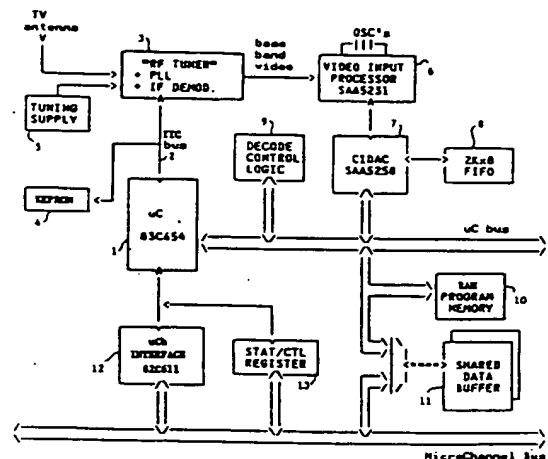 TV
antenna
3
"RF TUNER"
+ PLL
+ IF DEMOD.
base
band
video
OSC's
VIDEO INPUT
PROCESSOR
SAA5231
6
TUNING
SUPPLY
5
IIC
bus
2
9
DECODE
CONTROL
LOGIC
7
CIDAC
SAA5250
8
2Kx8
FIFO
EEPROM
4
uC
83C654
1
uC bus
RAM
PROGRAM
MEMORY
10
12
uCh
INTERFACE
82C611
STAT/CTL
REGISTER
13
SHARED
DATA
BUFFER
11
MicroChannel Bus